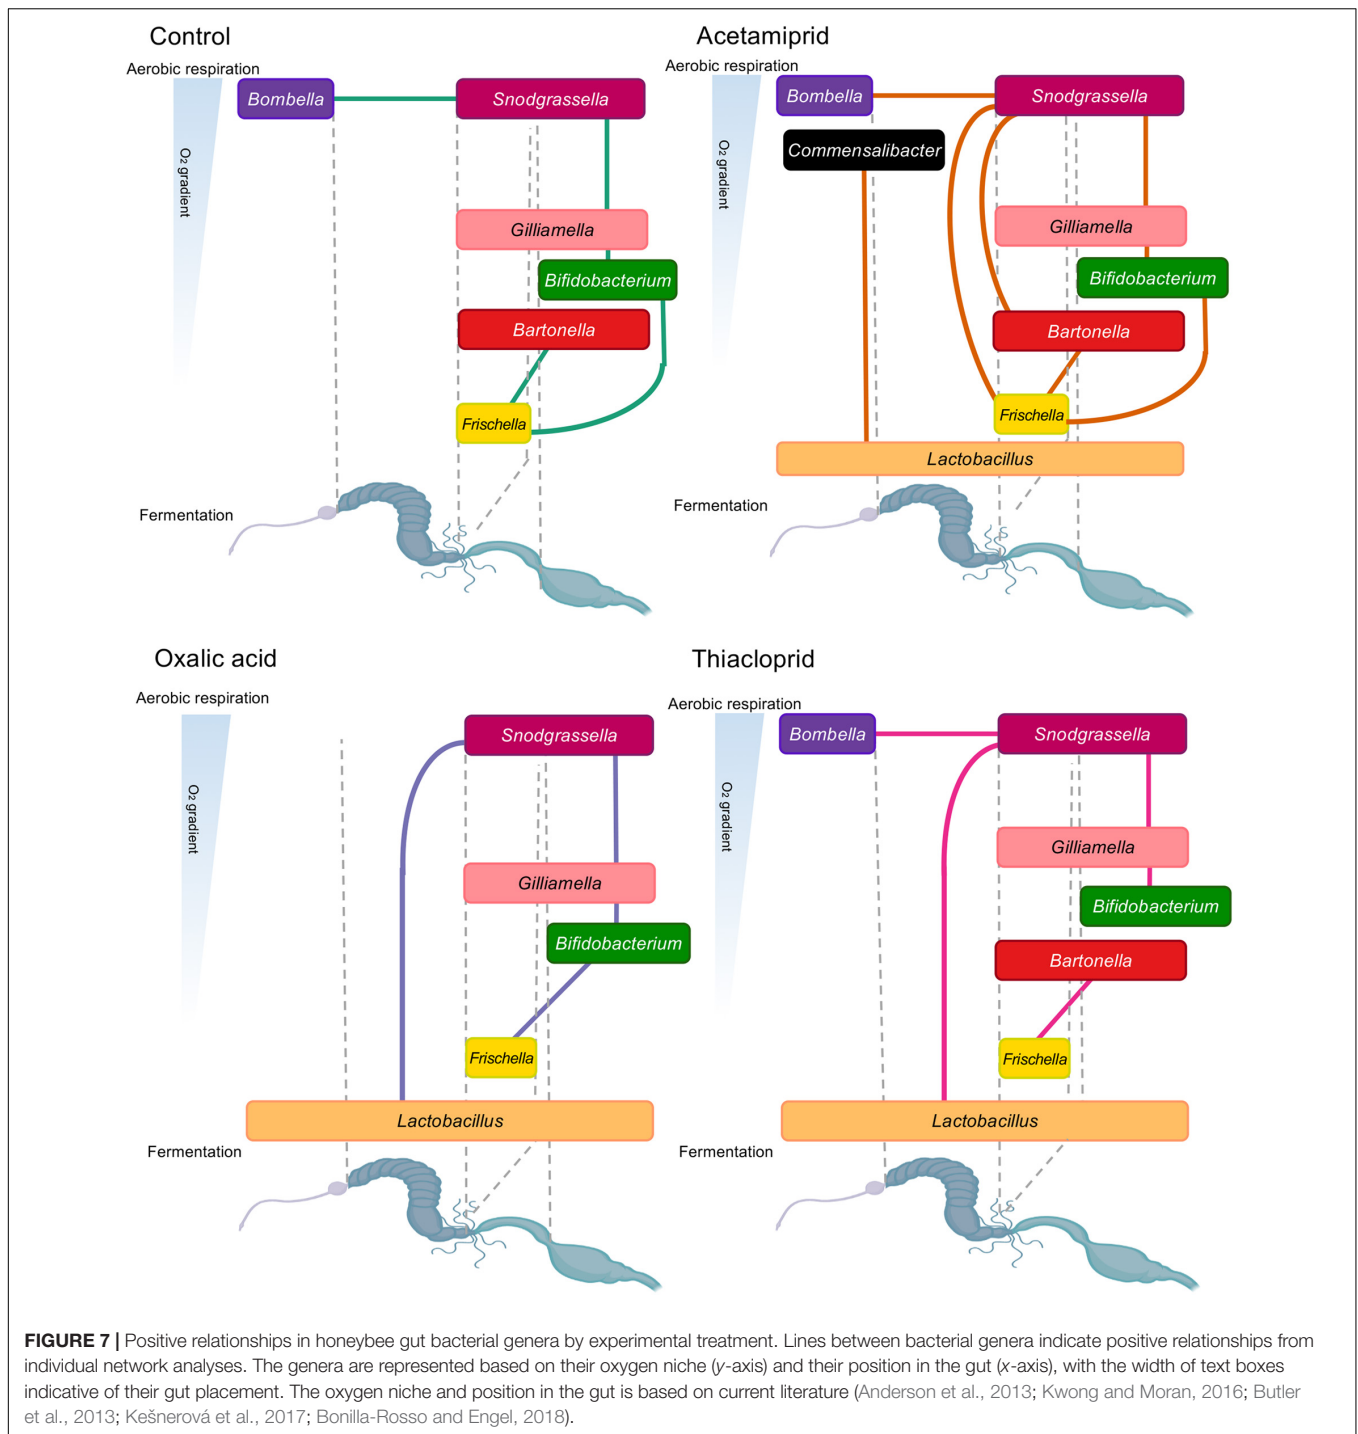 Control
Aerobic respiration
O2 gradient
Bombella
Snodgrassella
Gilliamella
Bifidobacterium
Bartonella
Frischella
Fermentation
Acetamiprid
Aerobic respiration
O2 gradient
Bombella
Snodgrassella
Commensalibacter
Gilliamella
Bifidobacterium
Bartonella
Frischella
Lactobacillus
Fermentation
Oxalic acid
Aerobic respiration
O2 gradient
Snodgrassella
Gilliamella
Bifidobacterium
Frischella
Lactobacillus
Fermentation
Thiacloprid
Aerobic respiration
O2 gradient
Bombella
Snodgrassella
Gilliamella
Bifidobacterium
Bartonella
Frischella
Lactobacillus
Fermentation
FIGURE 7 | Positive relationships in honeybee gut bacterial genera by experimental treatment. Lines between bacterial genera indicate positive relationships from
individual network analyses. The genera are represented based on their oxygen niche (y-axis) and their position in the gut (x-axis), with the width of text boxes
indicative of their gut placement. The oxygen niche and position in the gut is based on current literature (Anderson et al., 2013; Kwong and Moran, 2016; Butler
et al., 2013; Kešnerová et al., 2017; Bonilla-Rosso and Engel, 2018).